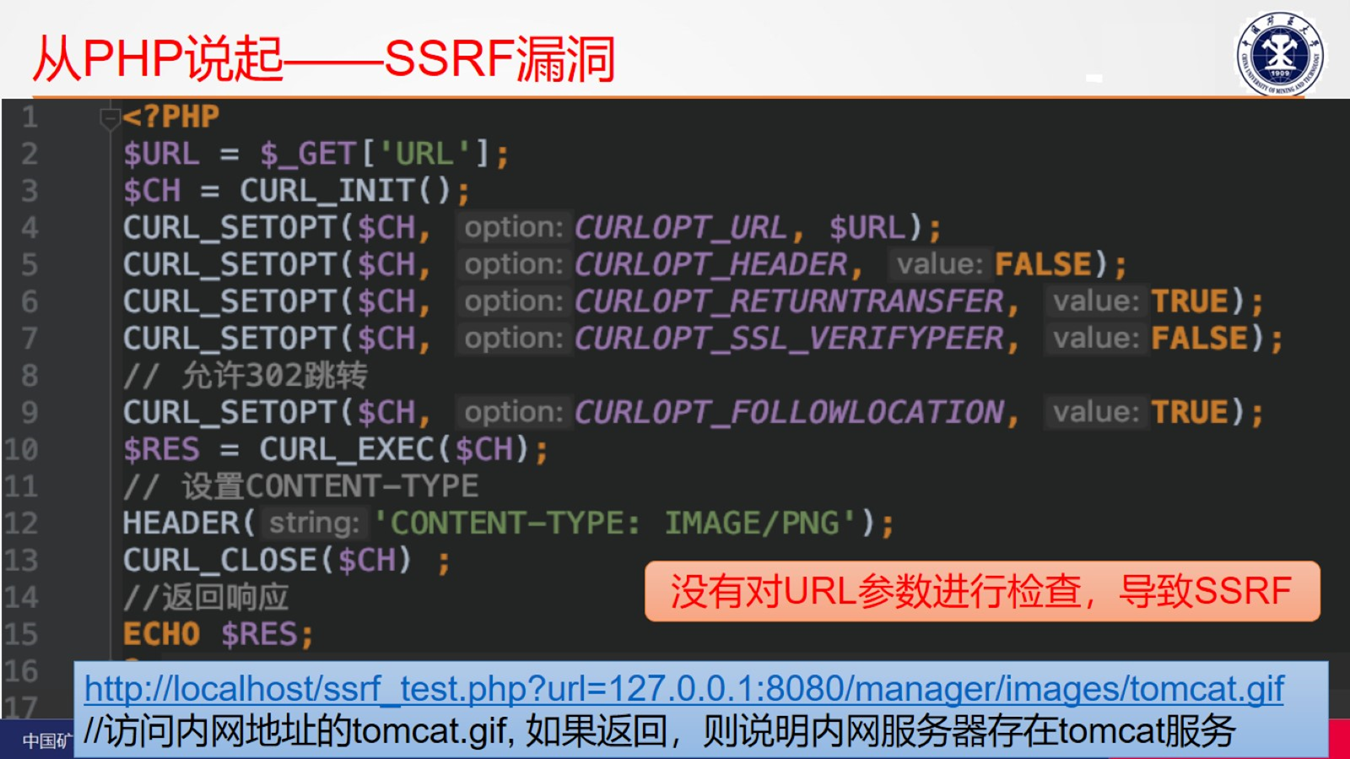 从PHP说起——SSRF漏洞
1 <?PHP
2 $URL = $_GET['URL'];
3 $CH = CURL_INIT();
4 CURL_SETOPT($CH, option: CURLOPT_URL, $URL);
5 CURL_SETOPT($CH, option: CURLOPT_HEADER, value: FALSE);
6 CURL_SETOPT($CH, option: CURLOPT_RETURNTRANSFER, value: TRUE);
7 CURL_SETOPT($CH, option: CURLOPT_SSL_VERIFYPEER, value: FALSE);
8 // 允许302跳转
9 CURL_SETOPT($CH, option: CURLOPT_FOLLOWLOCATION, value: TRUE);
10 $RES = CURL_EXEC($CH);
11 // 设置CONTENT-TYPE
12 HEADER( string: 'CONTENT-TYPE: IMAGE/PNG');
13 CURL_CLOSE($CH) ;
14 //返回响应
没有对URL参数进行检查，导致SSRF
15 ECHO $RES;
16
17
http://localhost/ssrf_test.php?url=127.0.0.1:8080/manager/images/tomcat.gif
//访问内网地址的tomcat.gif, 如果返回，则说明内网服务器存在tomcat服务
中国矿
1909